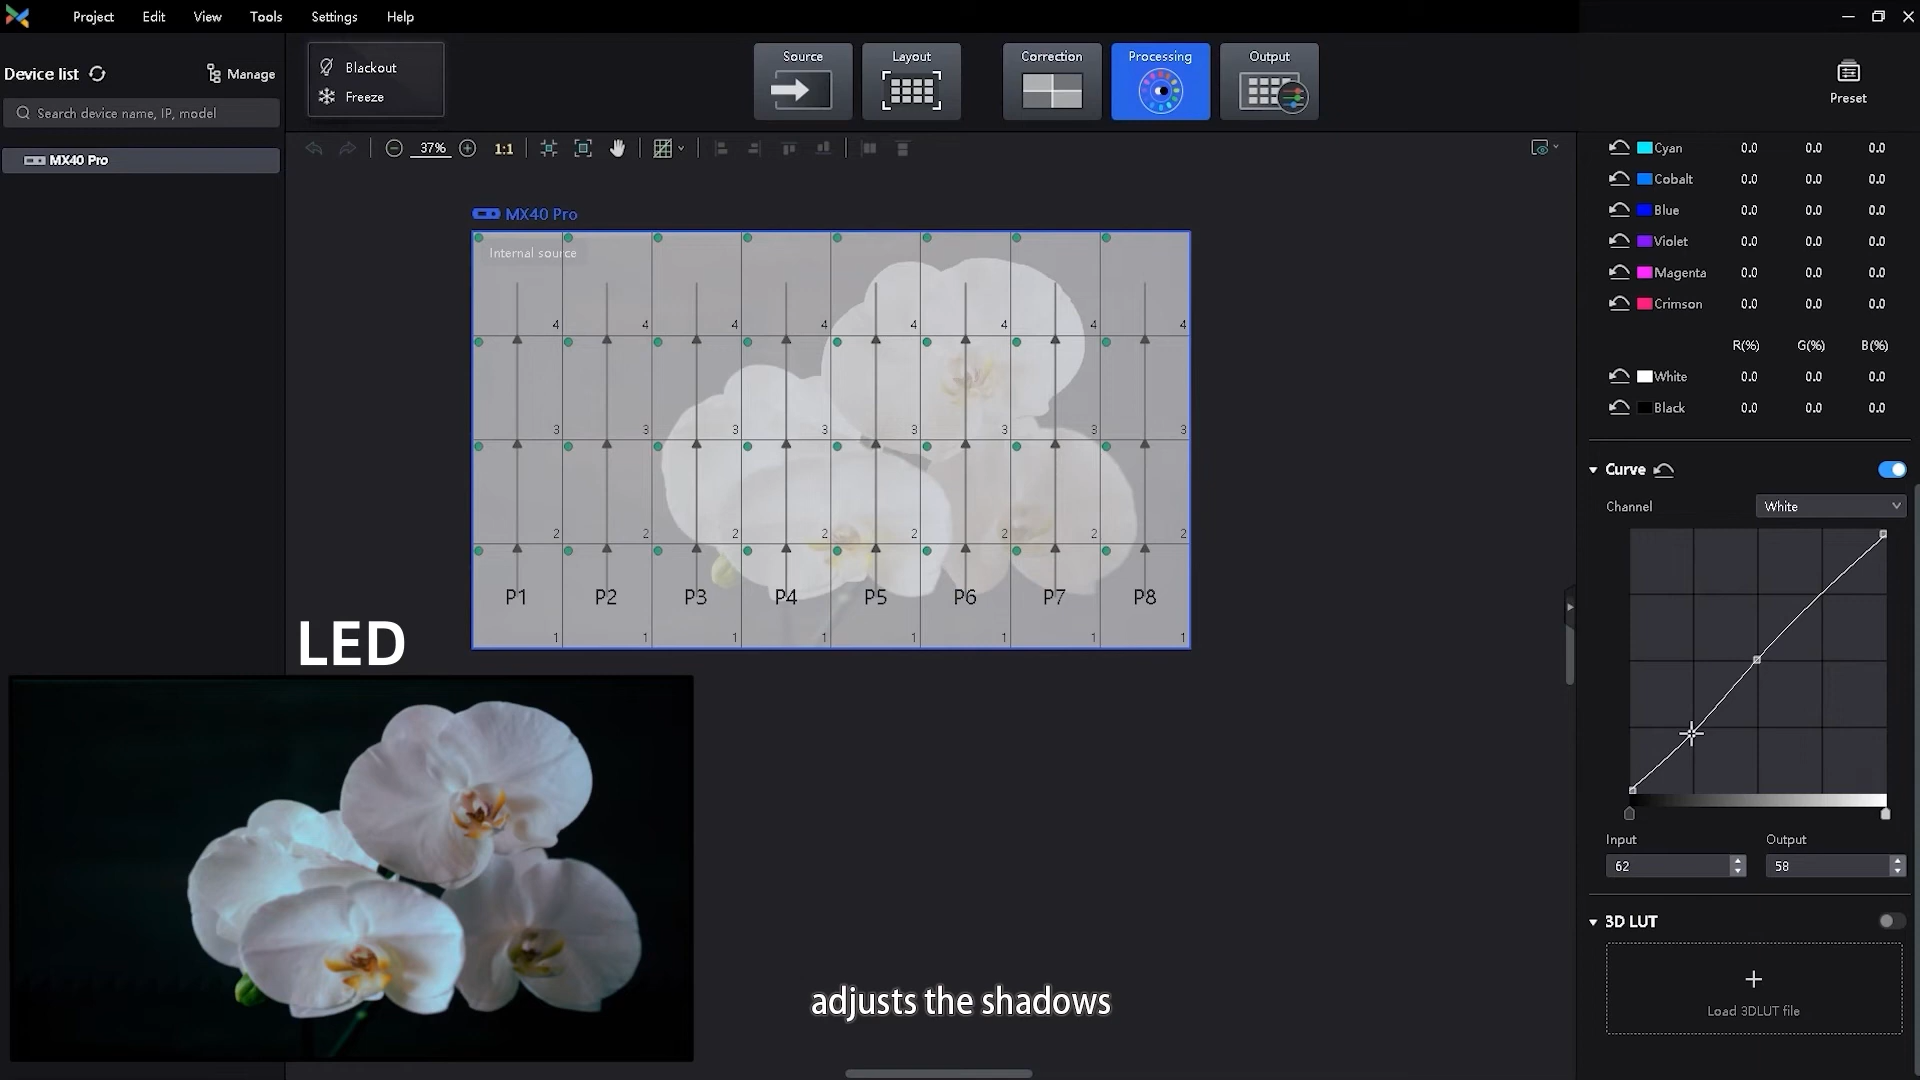 Project Edit View Tools Settings Help
Device list Manage
Search device name, IP, model
MX40 Pro
Blackout
Freeze
Source Layout Correction Processing Output
Preset
37% 1:1
MX40 Pro
Internal source
4 4 4 4 4 4 4 4
3 3 3 3 3 3 3 3
2 2 2 2 2 2 2 2
P1 P2 P3 P4 P5 P6 P7 P8
1 1 1 1 1 1 1 1
LED
adjusts the shadows
Cyan 0.0 0.0 0.0
Cobalt 0.0 0.0 0.0
Blue 0.0 0.0 0.0
Violet 0.0 0.0 0.0
Magenta 0.0 0.0 0.0
Crimson 0.0 0.0 0.0
R(%) G(%) B(%)
White 0.0 0.0 0.0
Black 0.0 0.0 0.0
Curve
Channel White
Input Output
62 58
3D LUT
Load 3DLUT file